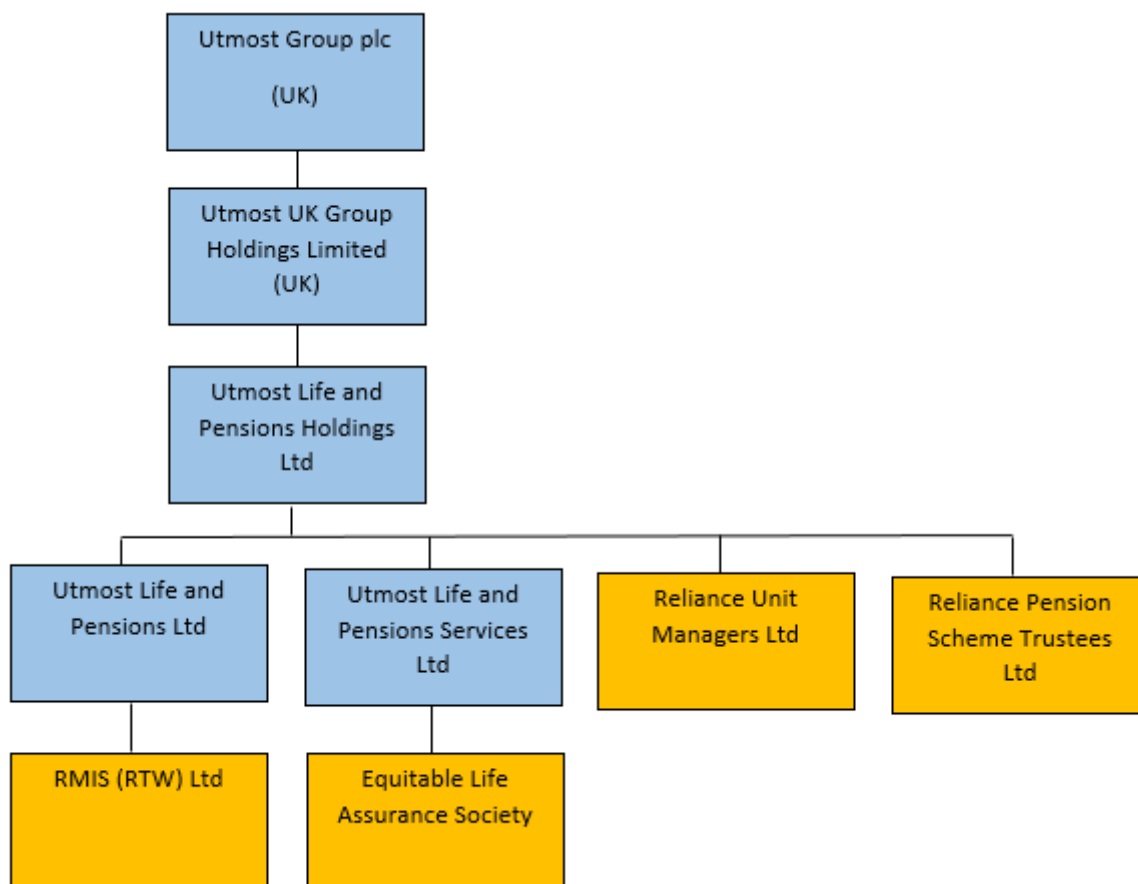 Utmost Group plc
(UK)
Utmost UK Group
Holdings Limited
(UK)
Utmost Life and
Pensions Holdings
Ltd
Utmost Life and
Pensions Ltd
Utmost Life and
Pensions Services
Ltd
Reliance Unit
Managers Ltd
Reliance Pension
Scheme Trustees
Ltd
RMIS (RTW) Ltd
Equitable Life
Assurance Society